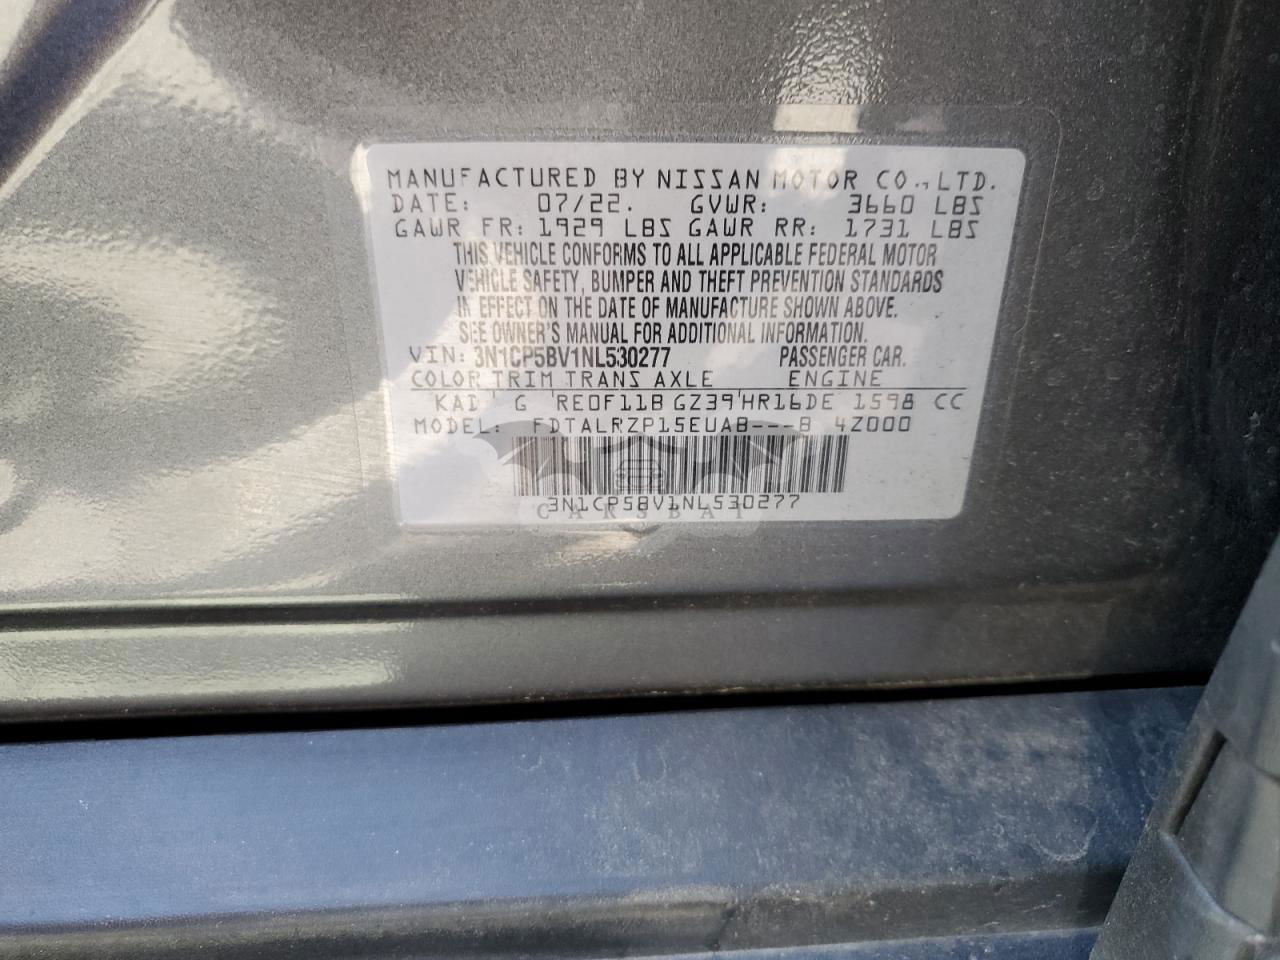 MANUFACTURED BY NISSAN MOTOR CO., LTD.
DATE: 07/22. GVWR: 3660 LBS
GAWR FR: 1929 LBS GAWR RR: 1731 LBS
THIS VEHICLE CONFORMS TO ALL APPLICABLE FEDERAL MOTOR
VEHICLE SAFETY, BUMPER AND THEFT PREVENTION STANDARDS
IN EFFECT ON THE DATE OF MANUFACTURE SHOWN ABOVE.
SEE OWNER'S MANUAL FOR ADDITIONAL INFORMATION.
VIN: 3N1CP5BV1NL530277 PASSENGER CAR.
COLOR TRIM TRANS AXLE ENGINE
KAD G RE0F11B GZ39 HR16DE 1598 CC
MODEL: FDTALRZP15EUAB---B 4Z000
3N1CP5BV1NL530277
CARSBAT